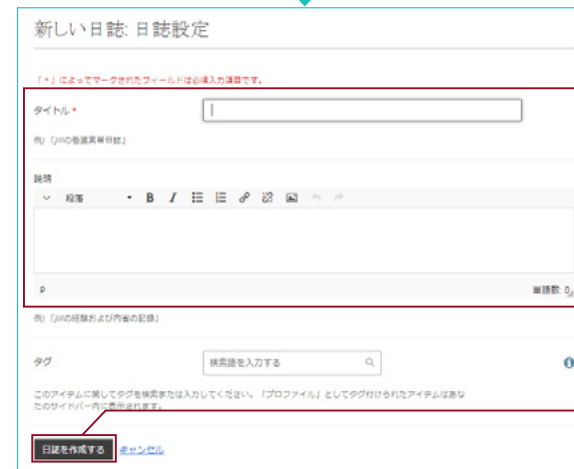 新しい日誌: 日誌設定
「*」によってマークされたフィールドは必須入力項目です。
タイトル *
例)「Jillの看護実習日誌」
説明
段落 B I
p 単語数: 0
例)「Jillの経験および内省の記録」
タグ 検索語を入力する
このアイテムに関してタグを検索または入力してください。「プロファイル」としてタグ付けられたアイテムはあな
たのサイドバー内に表示されます。
日誌を作成する キャンセル